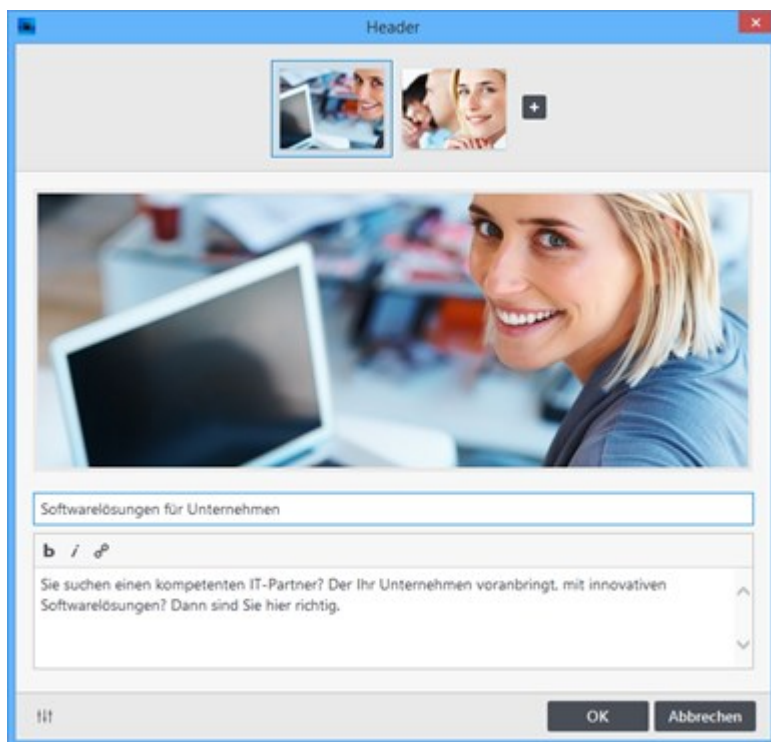 Header
Softwarelösungen für Unternehmen
b i
Sie suchen einen kompetenten IT-Partner? Der Ihr Unternehmen voranbringt, mit innovativen
Softwarelösungen? Dann sind Sie hier richtig.
OK Abbrechen